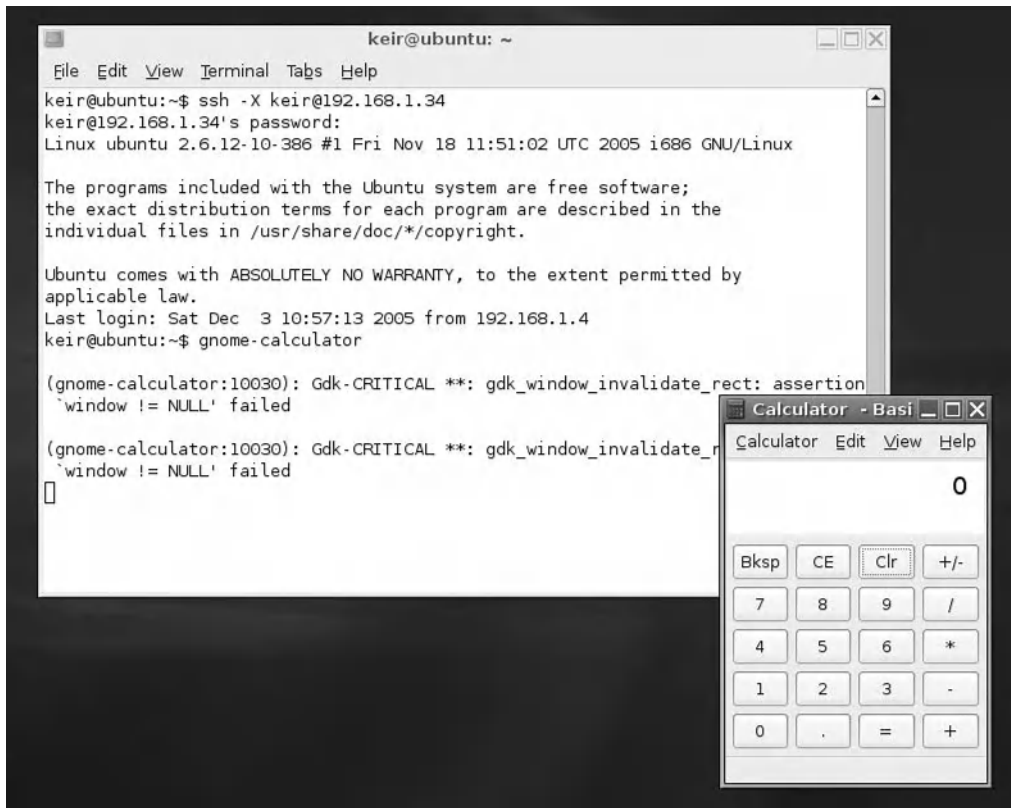 keir@ubuntu: ~
File Edit View Terminal Tabs Help
keir@ubuntu:~$ ssh -X keir@192.168.1.34
keir@192.168.1.34's password:
Linux ubuntu 2.6.12-10-386 #1 Fri Nov 18 11:51:02 UTC 2005 i686 GNU/Linux
The programs included with the Ubuntu system are free software;
the exact distribution terms for each program are described in the
individual files in /usr/share/doc/*/copyright.
Ubuntu comes with ABSOLUTELY NO WARRANTY, to the extent permitted by
applicable law.
Last login: Sat Dec  3 10:57:13 2005 from 192.168.1.4
keir@ubuntu:~$ gnome-calculator
(gnome-calculator:10030): Gdk-CRITICAL **: gdk_window_invalidate_rect: assertion
`window != NULL' failed
(gnome-calculator:10030): Gdk-CRITICAL **: gdk_window_invalidate_r
`window != NULL' failed
Calculator - Basi
Calculator Edit View Help
0
Bksp CE Clr +/-
7 8 9 /
4 5 6 *
1 2 3 -
0 . = +